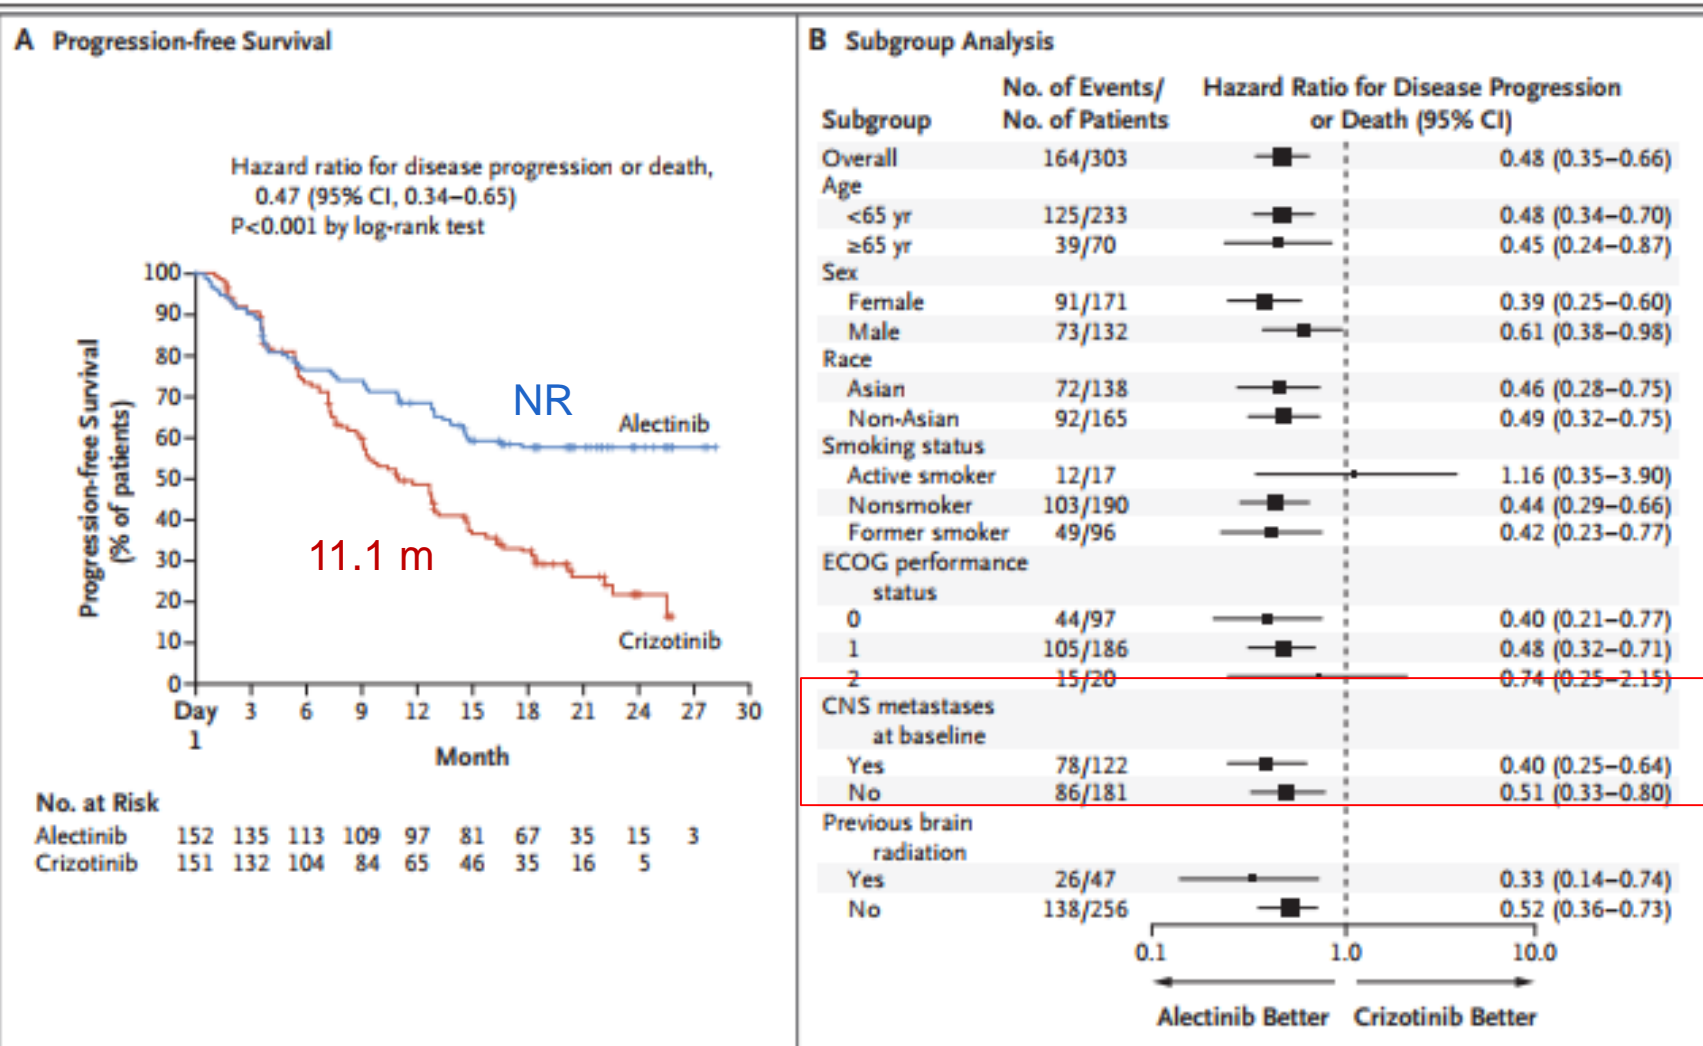 A Progression-free Survival
Hazard ratio for disease progression or death,
0.47 (95% CI, 0.34–0.65)
P<0.001 by log-rank test
Progression-free Survival
(% of patients)
100
90
80
70
60
50
40
30
20
10
0
NR
Alectinib
11.1 m
Crizotinib
Day 3 6 9 12 15 18 21 24 27 30
1
Month
No. at Risk
Alectinib 152 135 113 109 97 81 67 35 15 3
Crizotinib 151 132 104 84 65 46 35 16 5
B Subgroup Analysis
No. of Events/ Hazard Ratio for Disease Progression
Subgroup No. of Patients or Death (95% CI)
Overall 164/303 0.48 (0.35–0.66)
Age
<65 yr 125/233 0.48 (0.34–0.70)
≥65 yr 39/70 0.45 (0.24–0.87)
Sex
Female 91/171 0.39 (0.25–0.60)
Male 73/132 0.61 (0.38–0.98)
Race
Asian 72/138 0.46 (0.28–0.75)
Non-Asian 92/165 0.49 (0.32–0.75)
Smoking status
Active smoker 12/17 1.16 (0.35–3.90)
Nonsmoker 103/190 0.44 (0.29–0.66)
Former smoker 49/96 0.42 (0.23–0.77)
ECOG performance
status
0 44/97 0.40 (0.21–0.77)
1 105/186 0.48 (0.32–0.71)
2 15/20 0.74 (0.25–2.15)
CNS metastases
at baseline
Yes 78/122 0.40 (0.25–0.64)
No 86/181 0.51 (0.33–0.80)
Previous brain
radiation
Yes 26/47 0.33 (0.14–0.74)
No 138/256 0.52 (0.36–0.73)
0.1 1.0 10.0
Alectinib Better Crizotinib Better